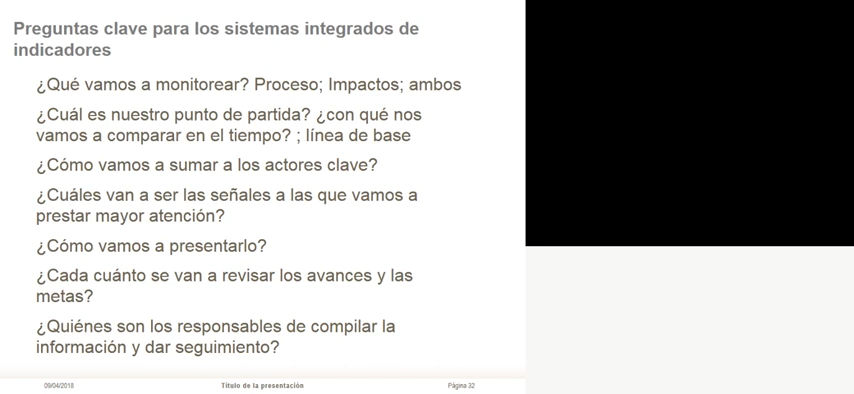 Preguntas clave para los sistemas integrados de
indicadores
¿Qué vamos a monitorear? Proceso; Impactos; ambos
¿Cuál es nuestro punto de partida? ¿con qué nos
vamos a comparar en el tiempo? ; línea de base
¿Cómo vamos a sumar a los actores clave?
¿Cuáles van a ser las señales a las que vamos a
prestar mayor atención?
¿Cómo vamos a presentarlo?
¿Cada cuánto se van a revisar los avances y las
metas?
¿Quiénes son los responsables de compilar la
información y dar seguimiento?
09/04/2018 Título de la presentación Página 32